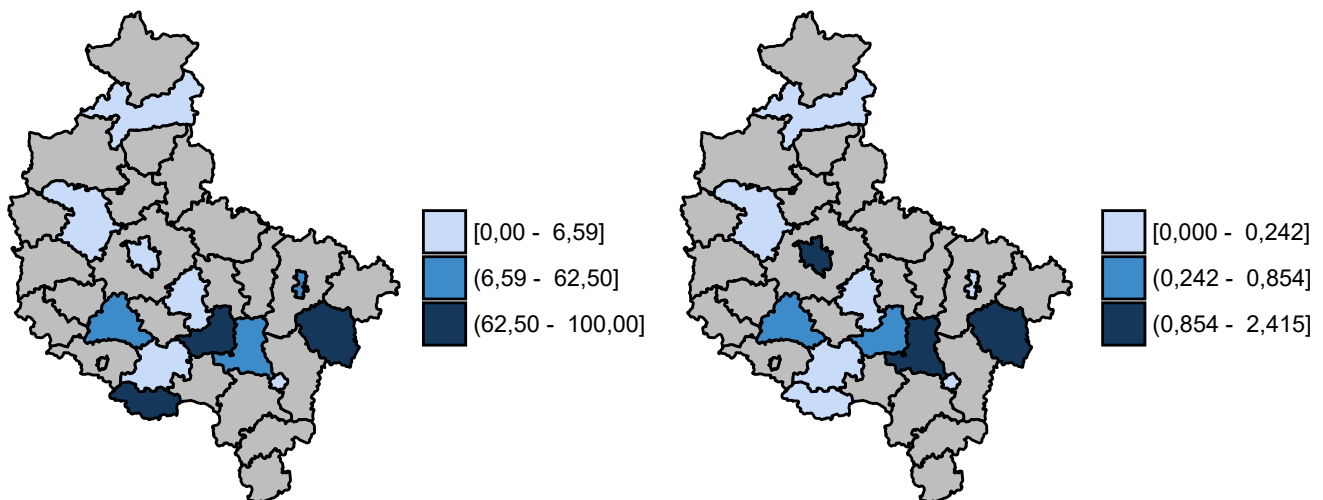 [0,00 - 6,59]
(6,59 - 62,50]
(62,50 - 100,00]
[0,000 - 0,242]
(0,242 - 0,854]
(0,854 - 2,415]